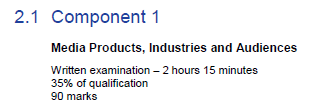 2.1 Component 1
Media Products, Industries and Audiences
Written examination – 2 hours 15 minutes
35% of qualification
90 marks